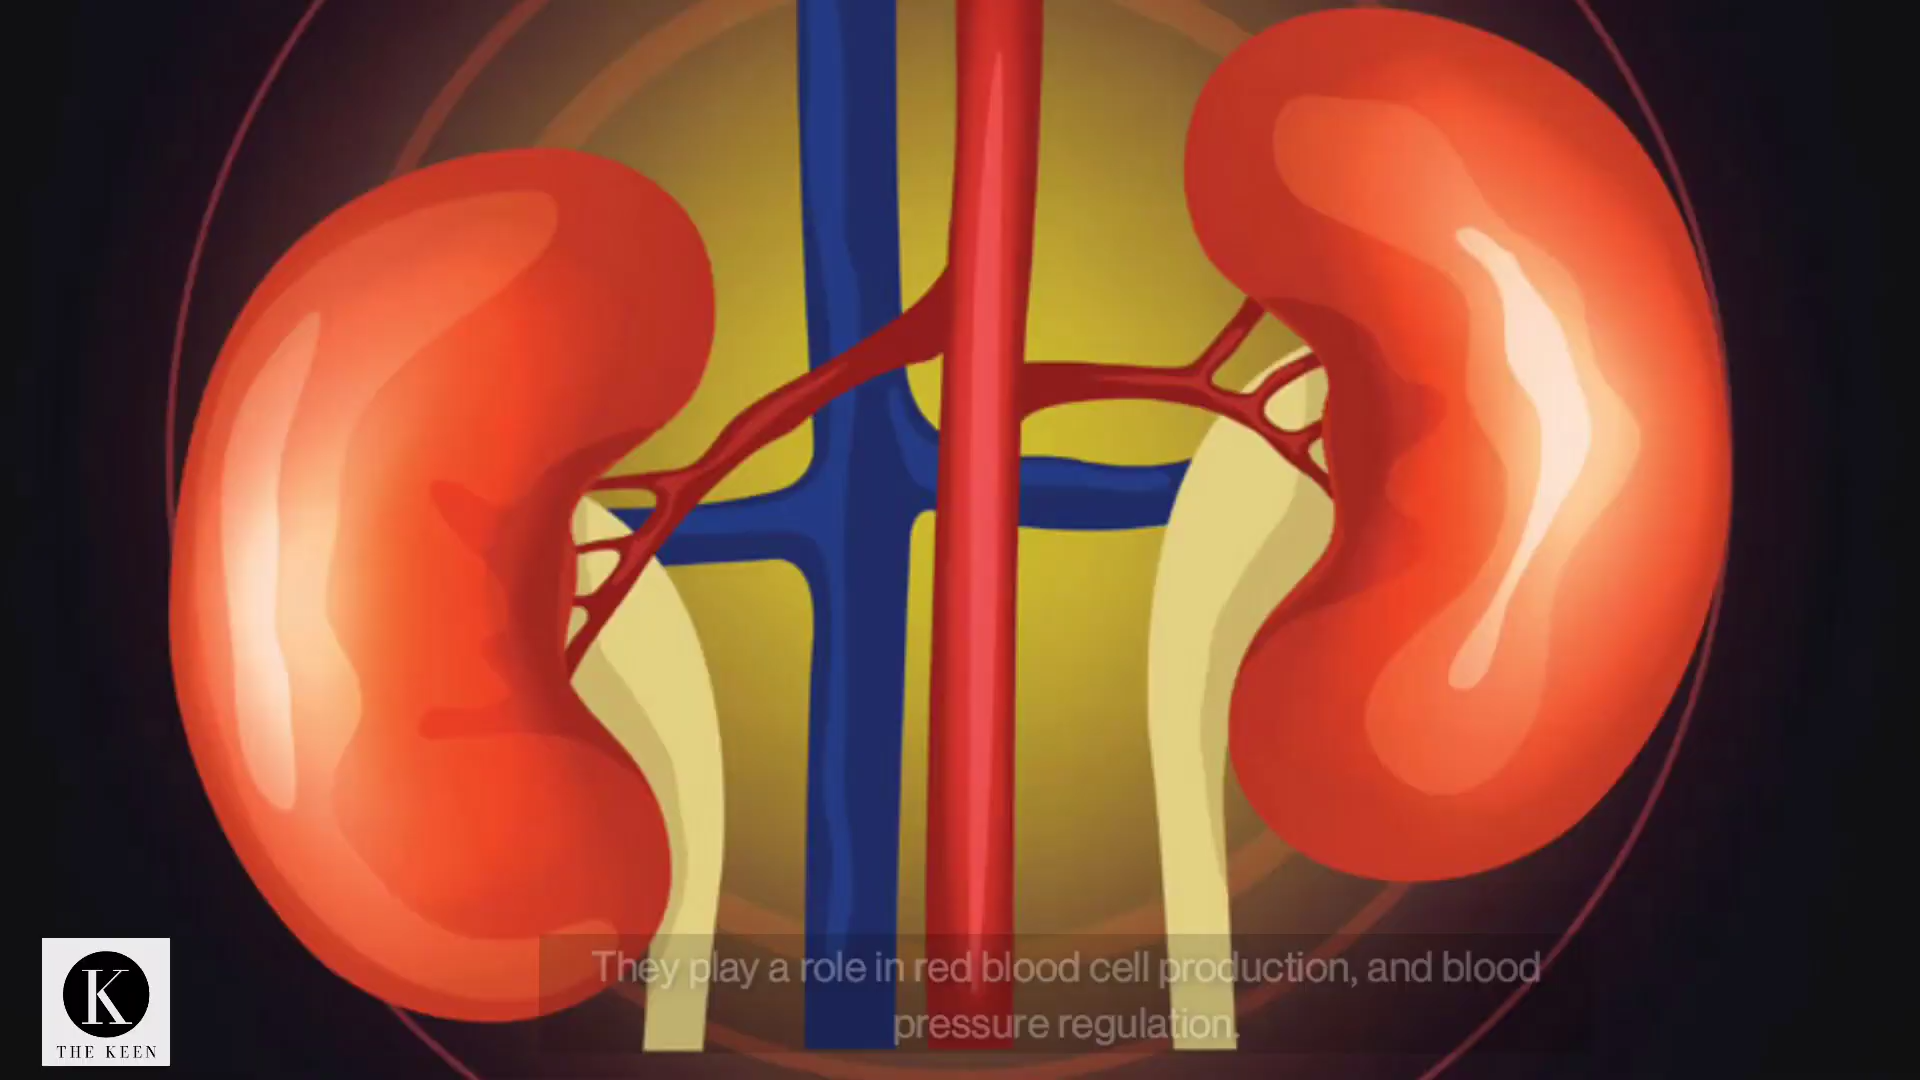 They play a role in red blood cell production, and blood
pressure regulation.
K
THE KEEN